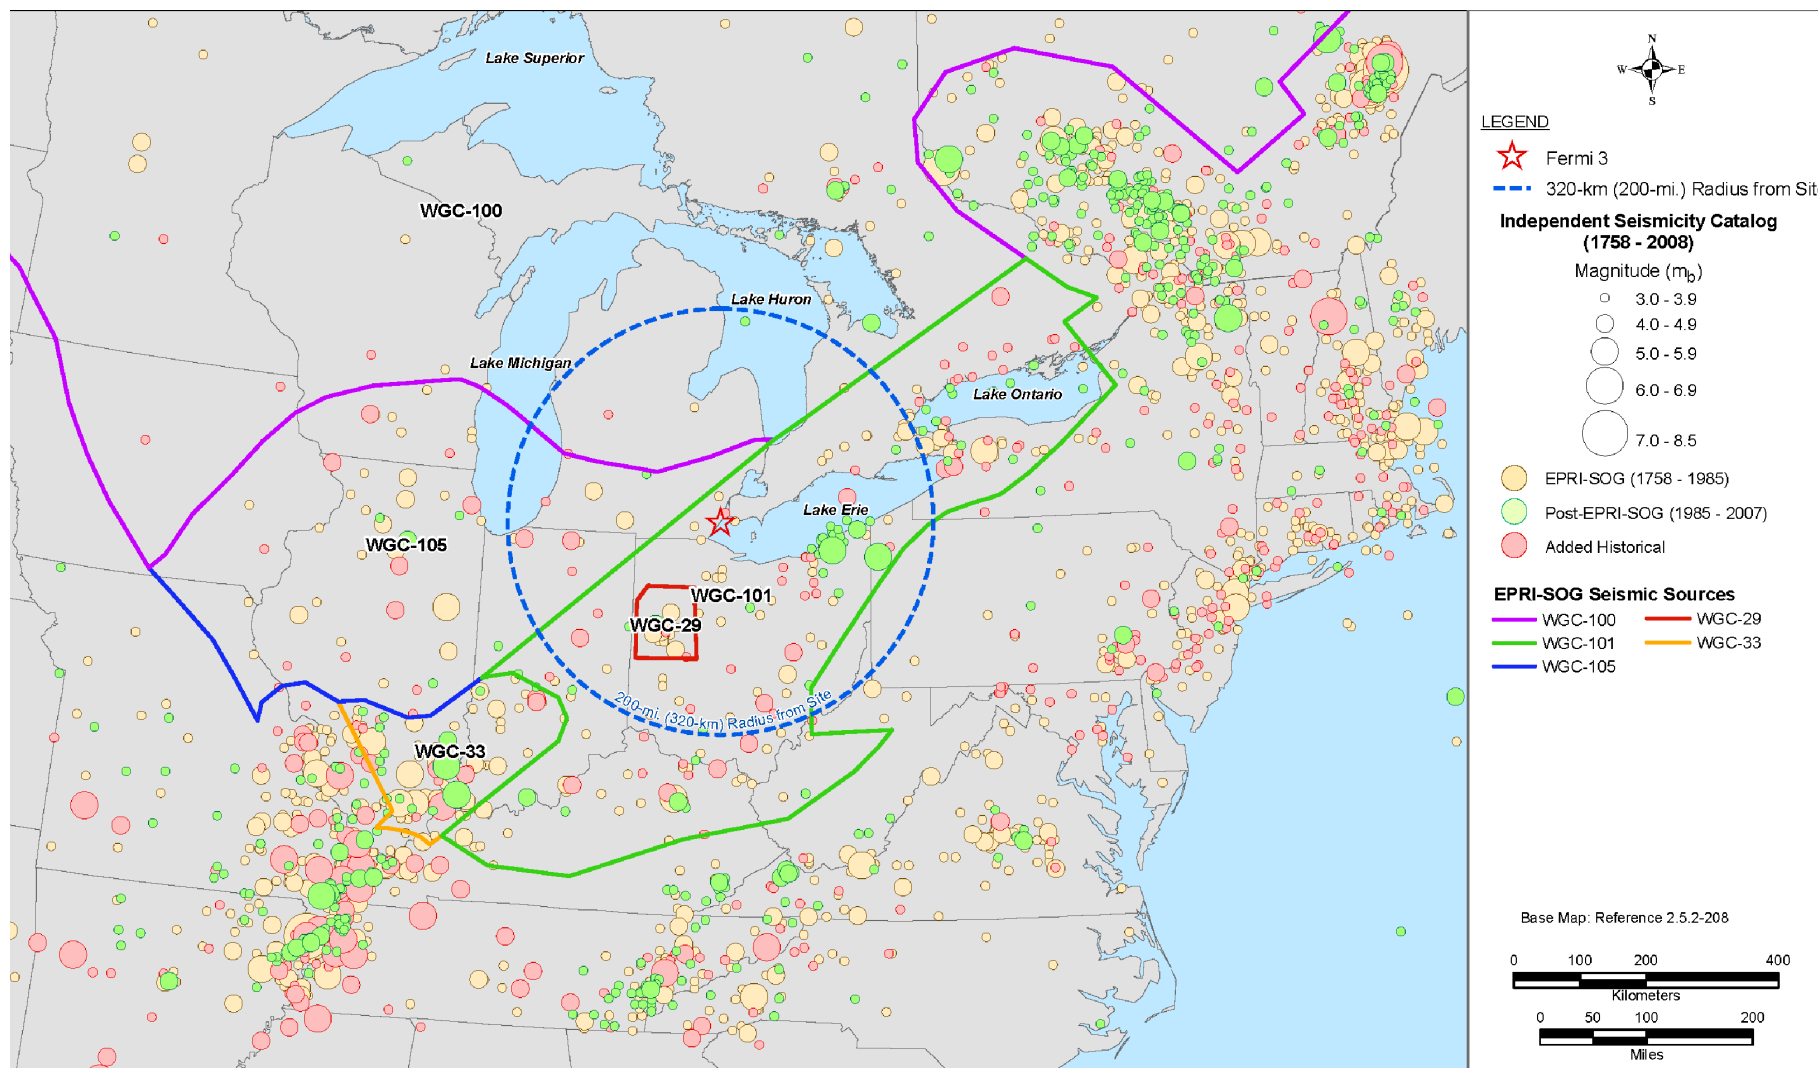 Lake Superior
WGC-100
Lake Huron
Lake Michigan
Lake Ontario
Lake Erie
WGC-105
WGC-101
WGC-29
200-mi. (320-km) Radius from Site
WGC-33
N
W E
S
LEGEND
Fermi 3
320-km (200-mi.) Radius from Sit
Independent Seismicity Catalog
(1758 - 2008)
Magnitude (mb)
3.0 - 3.9
4.0 - 4.9
5.0 - 5.9
6.0 - 6.9
7.0 - 8.5
EPRI-SOG (1758 - 1985)
Post-EPRI-SOG (1985 - 2007)
Added Historical
EPRI-SOG Seismic Sources
WGC-100 WGC-29
WGC-101 WGC-33
WGC-105
Base Map: Reference 2.5.2-208
0 100 200 400
Kilometers
0 50 100 200
Miles